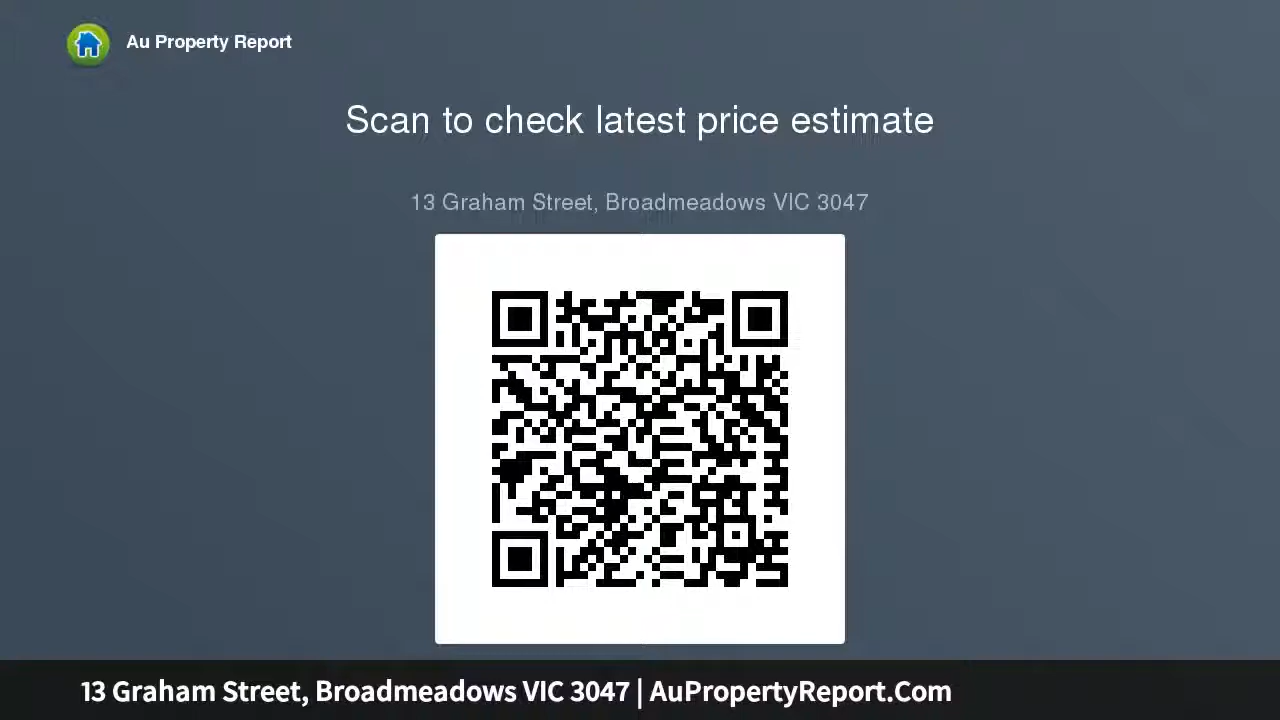 Au Property Report
Scan to check latest price estimate
13 Graham Street, Broadmeadows VIC 3047
13 Graham Street, Broadmeadows VIC 3047 | AuPropertyReport.Com